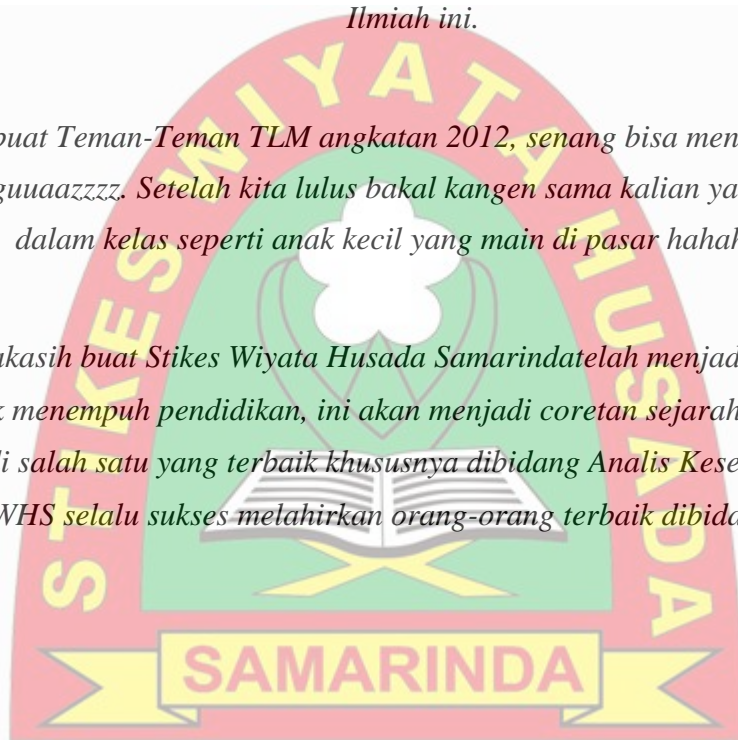 Ilmiah ini.
STIKES WIYATA HUSADA
buat Teman-Teman TLM angkatan 2012, senang bisa men
guuaazzzz. Setelah kita lulus bakal kangen sama kalian ya
dalam kelas seperti anak kecil yang main di pasar hahah
kasih buat Stikes Wiyata Husada Samarindatelah menjad
menempuh pendidikan, ini akan menjadi coretan sejarah
salah satu yang terbaik khususnya dibidang Analis Kese
WHS selalu sukses melahirkan orang-orang terbaik dibida
SAMARINDA